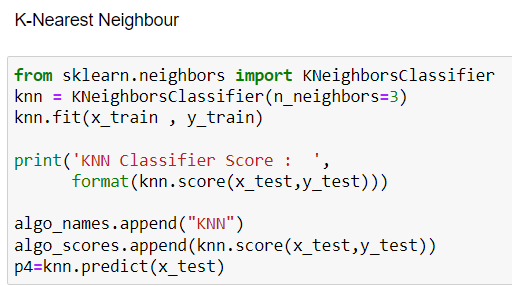 K-Nearest Neighbour
from sklearn.neighbors import KNeighborsClassifier
knn = KNeighborsClassifier(n_neighbors=3)
knn.fit(x_train , y_train)
print('KNN Classifier Score :  ',
      format(knn.score(x_test,y_test)))
algo_names.append("KNN")
algo_scores.append(knn.score(x_test,y_test))
p4=knn.predict(x_test)